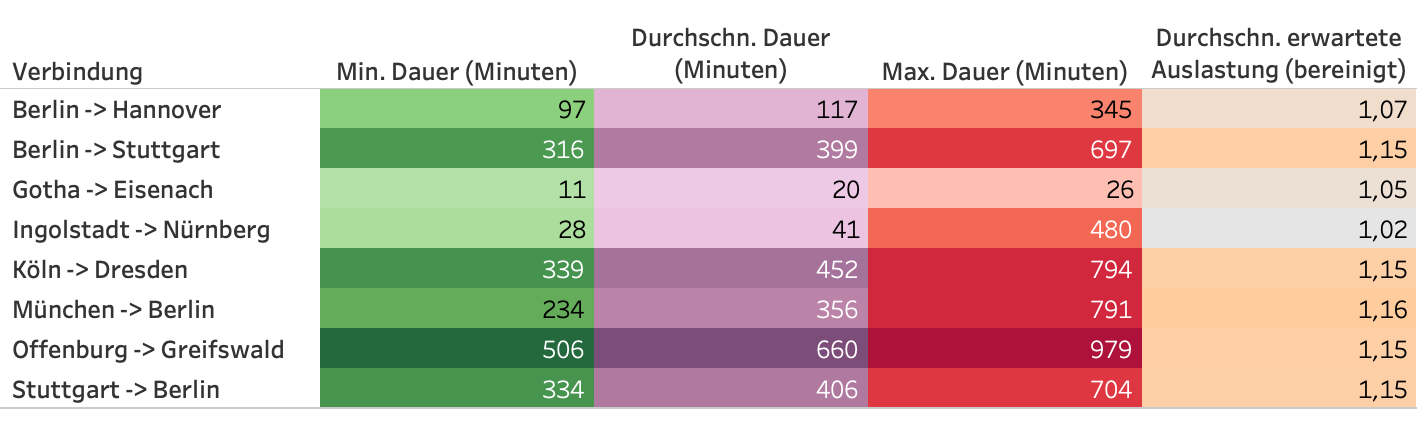 Verbindung Min. Dauer (Minuten) Durchschn. Dauer (Minuten) Max. Dauer (Minuten) Durchschn. erwartete Auslastung (bereinigt)
Berlin -> Hannover 97 117 345 1,07
Berlin -> Stuttgart 316 399 697 1,15
Gotha -> Eisenach 11 20 26 1,05
Ingolstadt -> Nürnberg 28 41 480 1,02
Köln -> Dresden 339 452 794 1,15
München -> Berlin 234 356 791 1,16
Offenburg -> Greifswald 506 660 979 1,15
Stuttgart -> Berlin 334 406 704 1,15